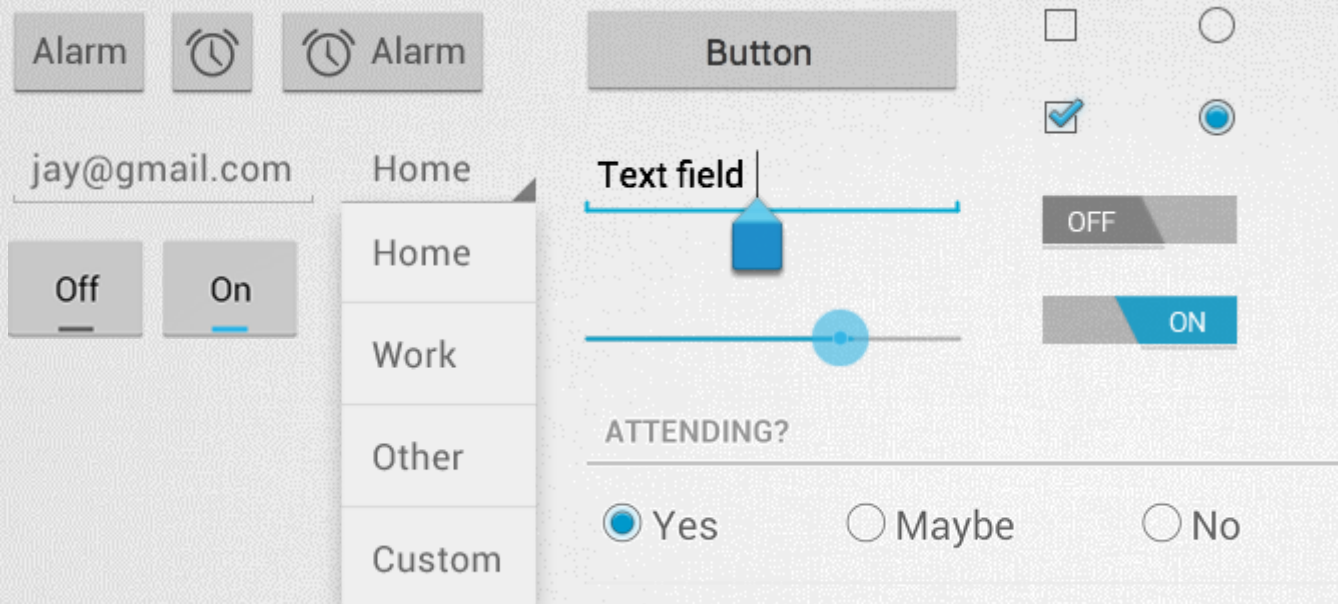 Alarm
Alarm
Button
jay@gmail.com
Home
Text field
Home
Work
Other
Custom
Off
On
OFF
ON
ATTENDING?
Yes
Maybe
No